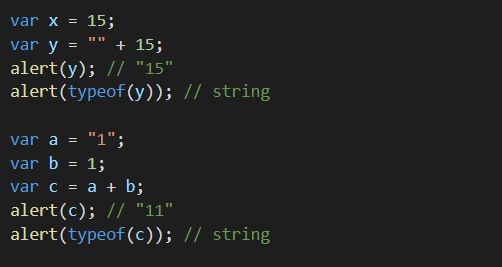 var x = 15;
var y = "" + 15;
alert(y); // "15"
alert(typeof(y)); // string
var a = "1";
var b = 1;
var c = a + b;
alert(c); // "11"
alert(typeof(c)); // string